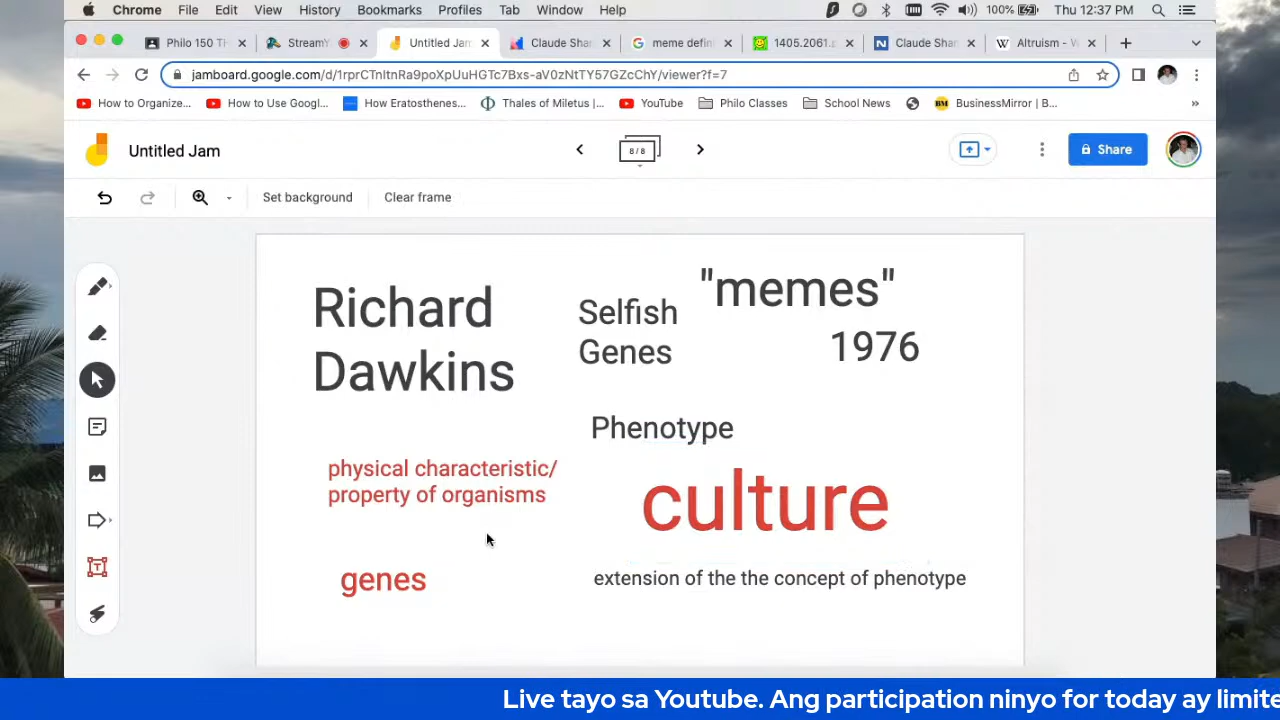 Chrome File Edit View History Bookmarks Profiles Tab Window Help 100% Thu 12:37 PM
Philo 150 T StreamY Untitled Jam Claude Shan meme defin 1405.2061.p Claude Shan Altruism - W
jamboard.google.com/d/1rprCTnItnRa9poXpUuHGTc7Bxs-aV0zNtTY57GZcChY/viewer?f=7
How to Organize... How to Use Googl... How Eratosthenes... Thales of Miletus |... YouTube Philo Classes School News BusinessMirror | B... »
Untitled Jam
8 / 8
Share
Set background Clear frame
Richard
Dawkins
Selfish
Genes
"memes"
1976
Phenotype
physical characteristic/
property of organisms
culture
genes
extension of the the concept of phenotype
Live tayo sa Youtube. Ang participation ninyo for today ay limite